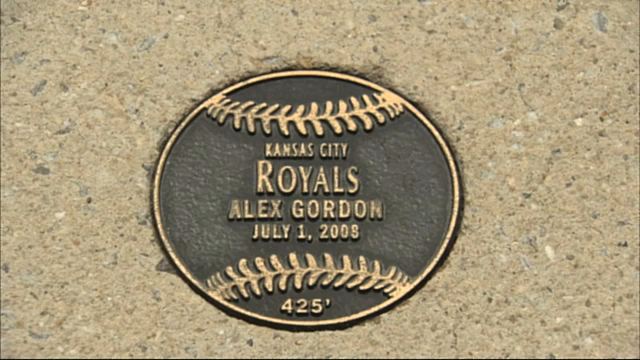 KANSAS CITY
ROYALS
ALEX GORDON
JULY 1, 2008
425'